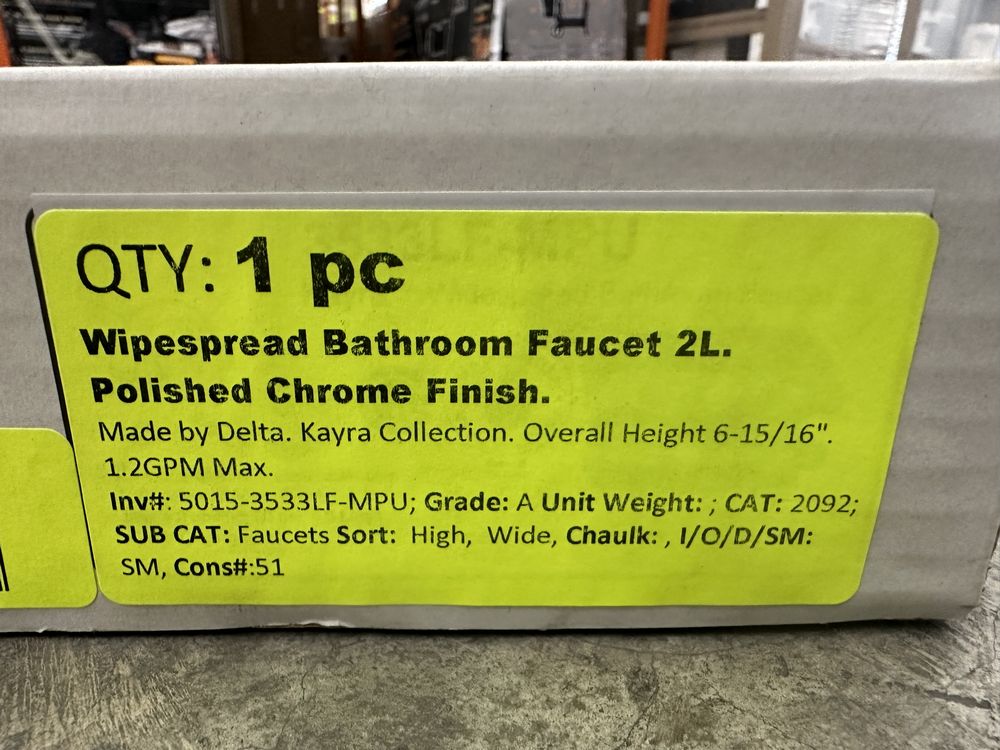 QTY: 1 pc
Wipespread Bathroom Faucet 2L.
Polished Chrome Finish.
Made by Delta. Kayra Collection. Overall Height 6-15/16".
1.2GPM Max.
Inv#: 5015-3533LF-MPU; Grade: A Unit Weight: ; CAT: 2092;
SUB CAT: Faucets Sort: High, Wide, Chaulk: , I/O/D/SM:
SM, Cons#:51